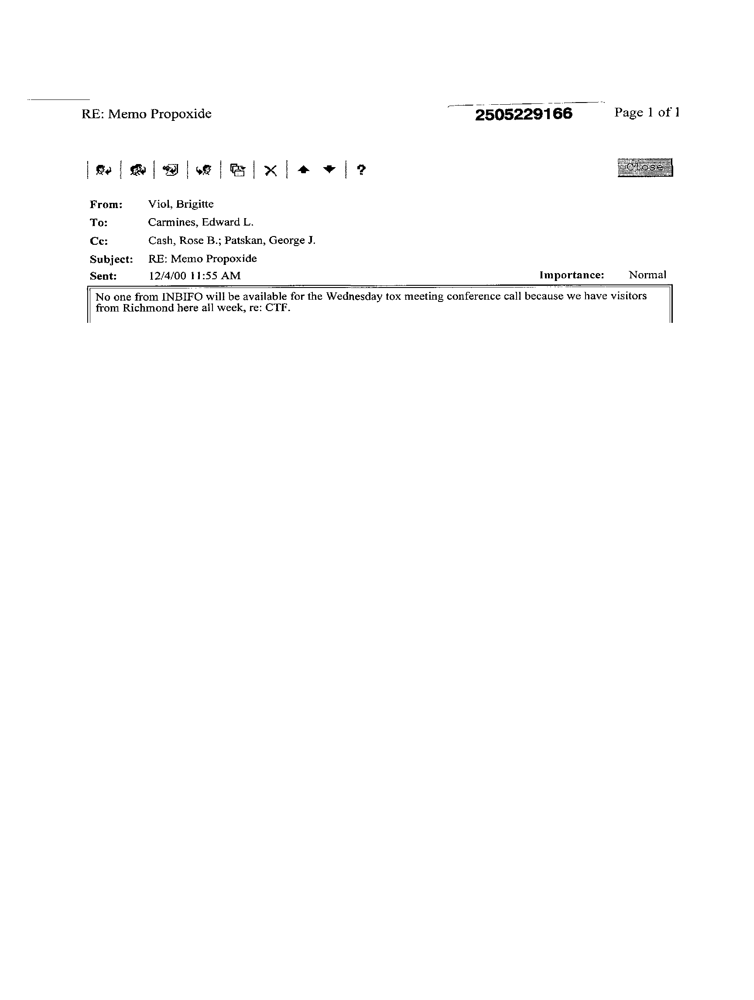 RE: Memo Propoxide 2505229166 Page 1 of 1
? Close
From: Viol, Brigitte
To: Carmines, Edward L.
Cc: Cash, Rose B.; Patskan, George J.
Subject: RE: Memo Propoxide
Sent: 12/4/00 11:55 AM Importance: Normal
No one from INBIFO will be available for the Wednesday tox meeting conference call because we have visitors
from Richmond here all week, re: CTF.